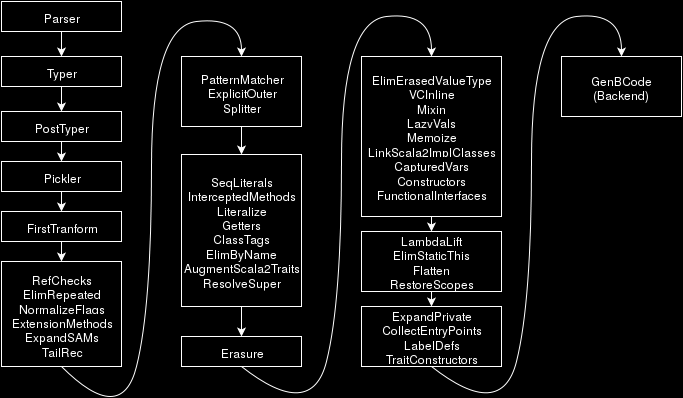 Parser
Typer
PostTyper
Pickler
FirstTranform
RefChecks
ElimRepeated
NormalizeFlags
ExtensionMethods
ExpandSAMs
TailRec
PatternMatcher
ExplicitOuter
Splitter
SeqLiterals
InterceptedMethods
Literalize
Getters
ClassTags
ElimByName
AugmentScala2Traits
ResolveSuper
Erasure
ElimErasedValueType
VCInline
Mixin
LazyVals
Memoize
LinkScala2ImplClasses
CapturedVars
Constructors
FunctionalInterfaces
LambdaLift
ElimStaticThis
Flatten
RestoreScopes
ExpandPrivate
CollectEntryPoints
LabelDefs
TraitConstructors
GenBCode
(Backend)